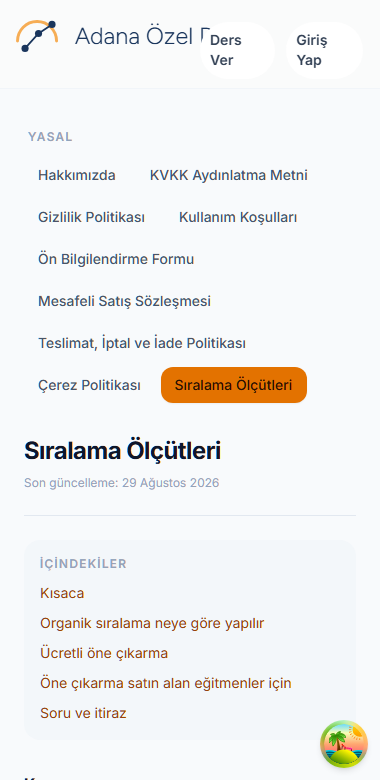 Adana Özel
Ders Ver
Giriş Yap
YASAL
Hakkımızda KVKK Aydınlatma Metni
Gizlilik Politikası Kullanım Koşulları
Ön Bilgilendirme Formu
Mesafeli Satış Sözleşmesi
Teslimat, İptal ve İade Politikası
Çerez Politikası Sıralama Ölçütleri
Sıralama Ölçütleri
Son güncelleme: 29 Ağustos 2026
İÇİNDEKİLER
Kısaca
Organik sıralama neye göre yapılır
Ücretli öne çıkarma
Öne çıkarma satın alan eğitmenler için
Soru ve itiraz